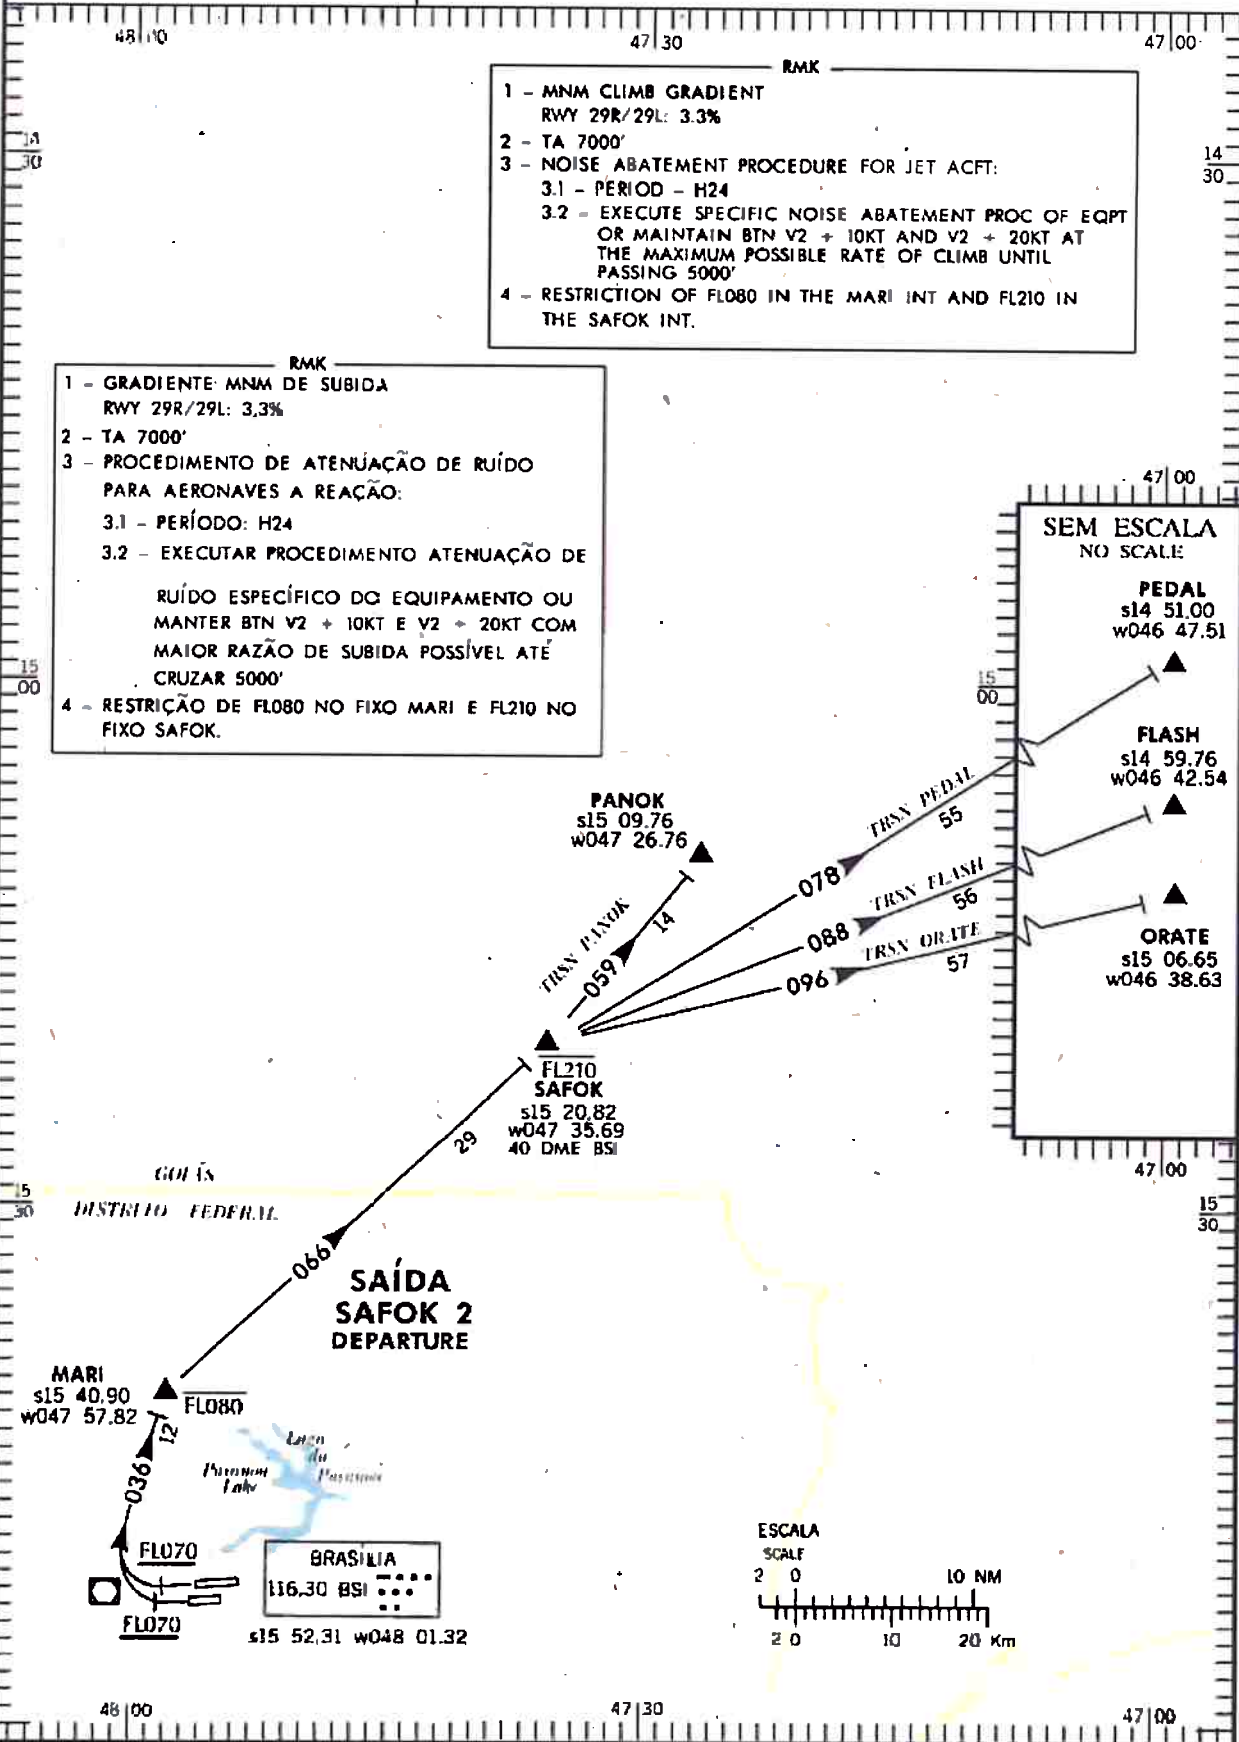 48 00
47 30
47 00
RMK
1 - MNM CLIMB GRADIENT
RWY 29R/29L: 3.3%
2 - TA 7000'
3 - NOISE ABATEMENT PROCEDURE FOR JET ACFT:
3.1 - PERIOD - H24
3.2 - EXECUTE SPECIFIC NOISE ABATEMENT PROC OF EQPT
OR MAINTAIN BTN V2 + 10KT AND V2 + 20KT AT
THE MAXIMUM POSSIBLE RATE OF CLIMB UNTIL
PASSING 5000'
4 - RESTRICTION OF FL080 IN THE MARI INT AND FL210 IN
THE SAFOK INT.
14
30
14
30
RMK
1 - GRADIENTE MNM DE SUBIDA
RWY 29R/29L: 3,3%
2 - TA 7000'
3 - PROCEDIMENTO DE ATENUAÇÃO DE RUÍDO
PARA AERONAVES A REAÇÃO:
3.1 - PERÍODO: H24
3.2 - EXECUTAR PROCEDIMENTO ATENUAÇÃO DE
RUÍDO ESPECÍFICO DO EQUIPAMENTO OU
MANTER BTN V2 + 10KT E V2 + 20KT COM
MAIOR RAZÃO DE SUBIDA POSSÍVEL ATÉ
CRUZAR 5000'
4 - RESTRIÇÃO DE FL080 NO FIXO MARI E FL210 NO
FIXO SAFOK.
15
00
47 00
SEM ESCALA
NO SCALE
PEDAL
s14 51.00
w046 47.51
15
00
FLASH
s14 59.76
w046 42.54
ORATE
s15 06.65
w046 38.63
47 00
PANOK
s15 09.76
w047 26.76
TRSN PEDAL
55
078
TRSN FLASH
56
088
TRSN ORATE
57
096
TRSN PANOK
14
059
FL210
SAFOK
s15 20.82
w047 35.69
40 DME BSI
29
066
GOIÁS
DISTRITO FEDERAL
15
30
15
30
SAÍDA
SAFOK 2
DEPARTURE
MARI
s15 40.90
w047 57.82
FL080
12
036
Lago
do
Paranoá
Paranoa
Lake
FL070
FL070
BRASÍLIA
116.30 BSI
s15 52.31 w048 01.32
ESCALA
SCALE
2 0 10 NM
2 0 10 20 Km
48 00
47 30
47 00